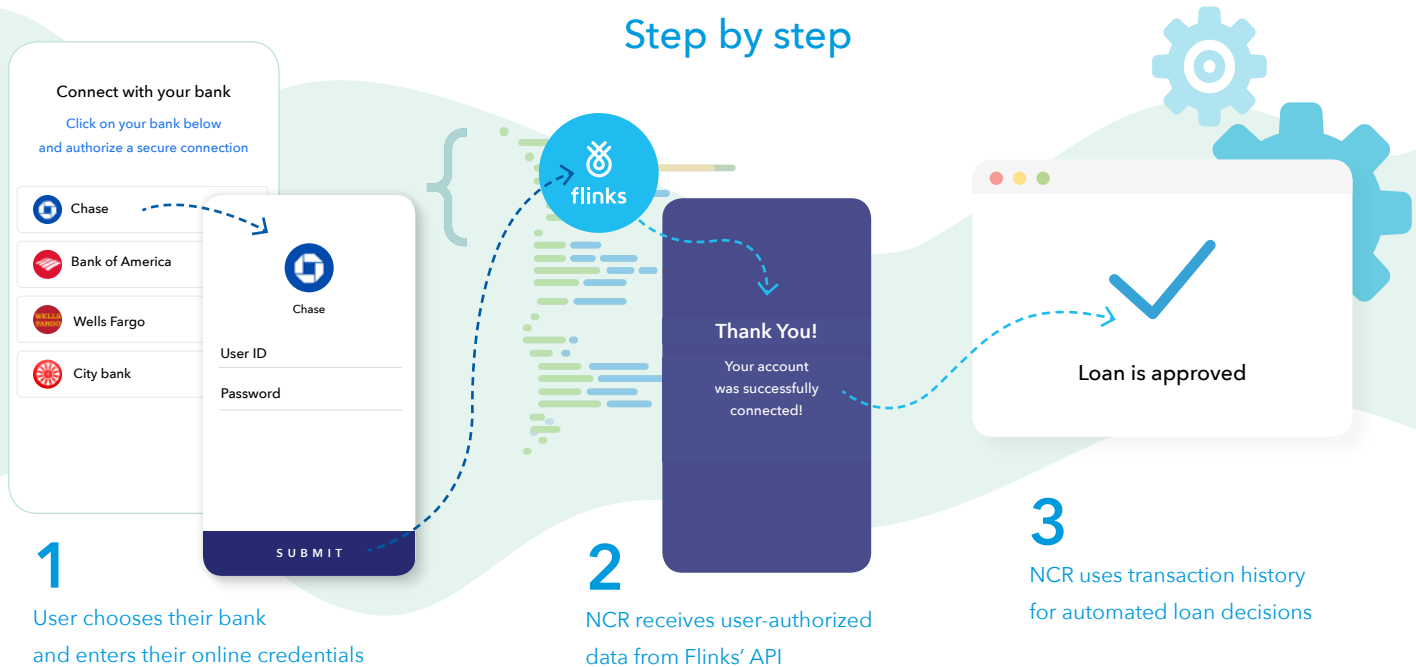 Step by step
Connect with your bank
Click on your bank below
and authorize a secure connection
Chase
Bank of America
WELLS
FARGO
Wells Fargo
City bank
Chase
User ID
Password
SUBMIT
flinks
Thank You!
Your account
was successfully
connected!
Loan is approved
1
User chooses their bank
and enters their online credentials
2
NCR receives user-authorized
data from Flinks’ API
3
NCR uses transaction history
for automated loan decisions